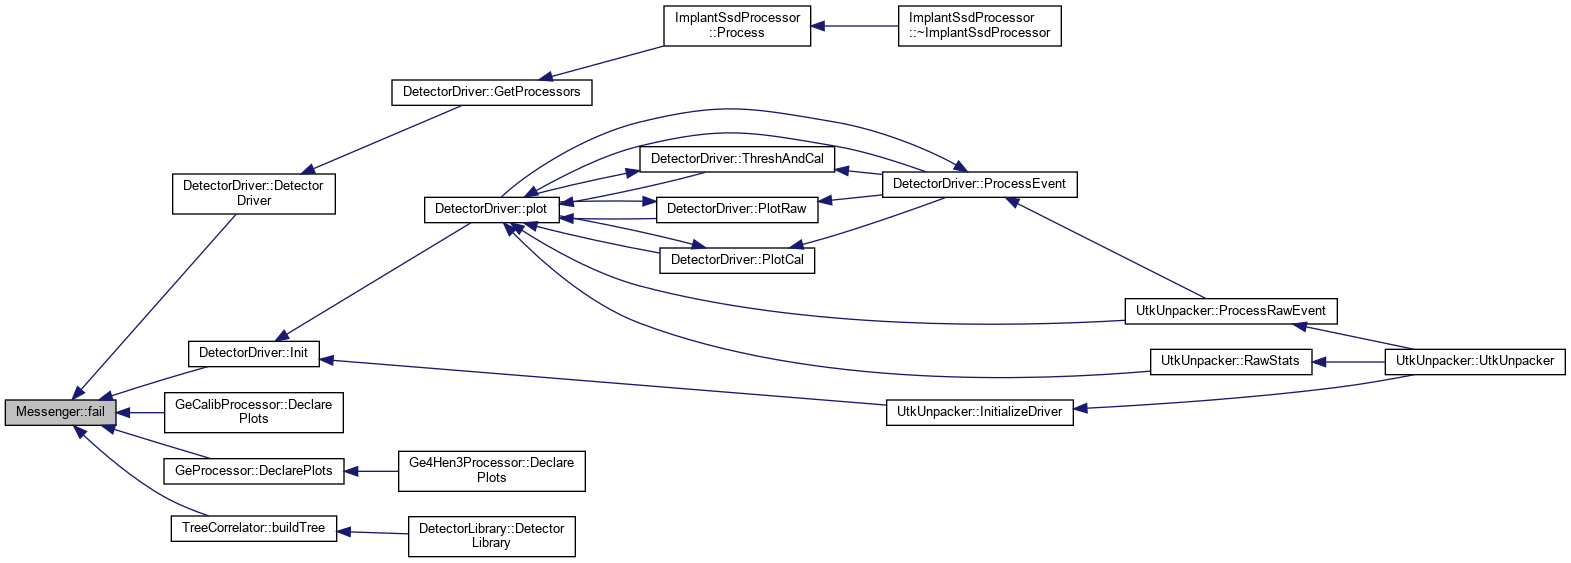 ImplantSsdProcessor
::Process
ImplantSsdProcessor
::~ImplantSsdProcessor
DetectorDriver::GetProcessors
DetectorDriver::ThreshAndCal
DetectorDriver::Detector
Driver
DetectorDriver::ProcessEvent
DetectorDriver::plot
DetectorDriver::PlotRaw
DetectorDriver::PlotCal
UtkUnpacker::ProcessRawEvent
DetectorDriver::Init
UtkUnpacker::RawStats
UtkUnpacker::UtkUnpacker
Messenger::fail
GeCalibProcessor::Declare
Plots
UtkUnpacker::InitializeDriver
GeProcessor::DeclarePlots
Ge4Hen3Processor::Declare
Plots
TreeCorrelator::buildTree
DetectorLibrary::Detector
Library